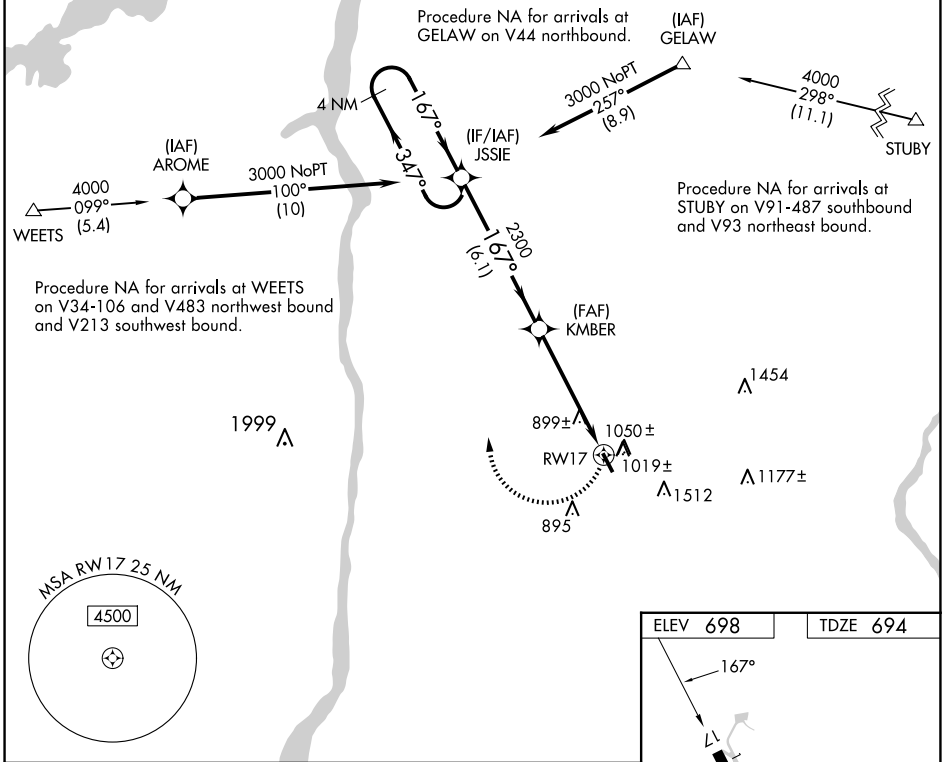 Procedure NA for arrivals at
GELAW on V44 northbound.
(IAF)
GELAW
3000 NoPT
257°
(8.9)
4000
298°
(11.1)
STUBY
4 NM
167°
347°
(IF/IAF)
JSSIE
(IAF)
AROME
3000 NoPT
100°
(10)
4000
099°
(5.4)
WEETS
Procedure NA for arrivals at
STUBY on V91-487 southbound
and V93 northeast bound.
2300
167°
(6.1)
Procedure NA for arrivals at WEETS
on V34-106 and V483 northwest bound
and V213 southwest bound.
(FAF)
KMBER
1454
1999
899±
1050±
RW17
1019±
1177±
1512
895
MSA RW17 25 NM
4500
ELEV 698
TDZE 694
167°
17